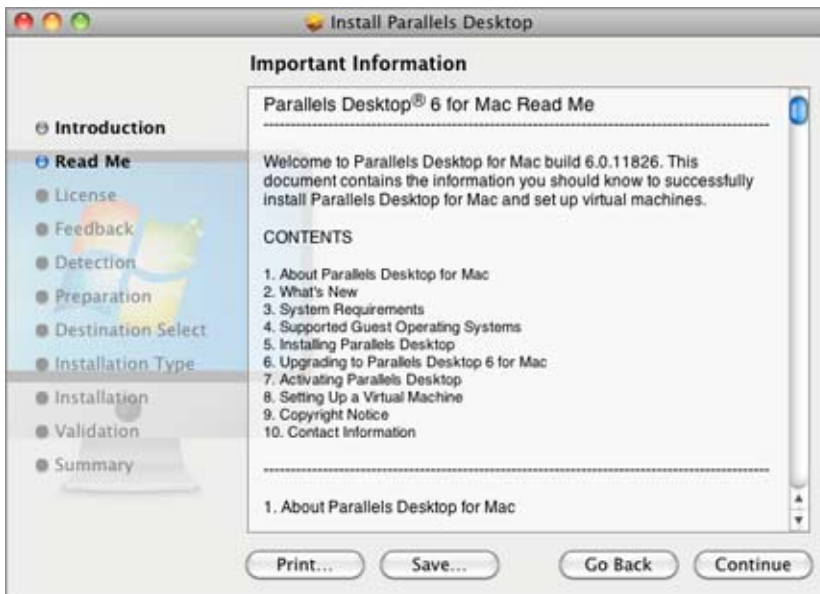 Install Parallels Desktop
Important Information
Introduction
Read Me
License
Feedback
Detection
Preparation
Destination Select
Installation Type
Installation
Validation
Summary
Parallels Desktop® 6 for Mac Read Me
--------------------------------------------------------------------------------
Welcome to Parallels Desktop for Mac build 6.0.11826. This
document contains the information you should know to successfully
install Parallels Desktop for Mac and set up virtual machines.
CONTENTS
1. About Parallels Desktop for Mac
2. What's New
3. System Requirements
4. Supported Guest Operating Systems
5. Installing Parallels Desktop
6. Upgrading to Parallels Desktop 6 for Mac
7. Activating Parallels Desktop
8. Setting Up a Virtual Machine
9. Copyright Notice
10. Contact Information
--------------------------------------------------------------------------------
1. About Parallels Desktop for Mac
Print...
Save...
Go Back
Continue